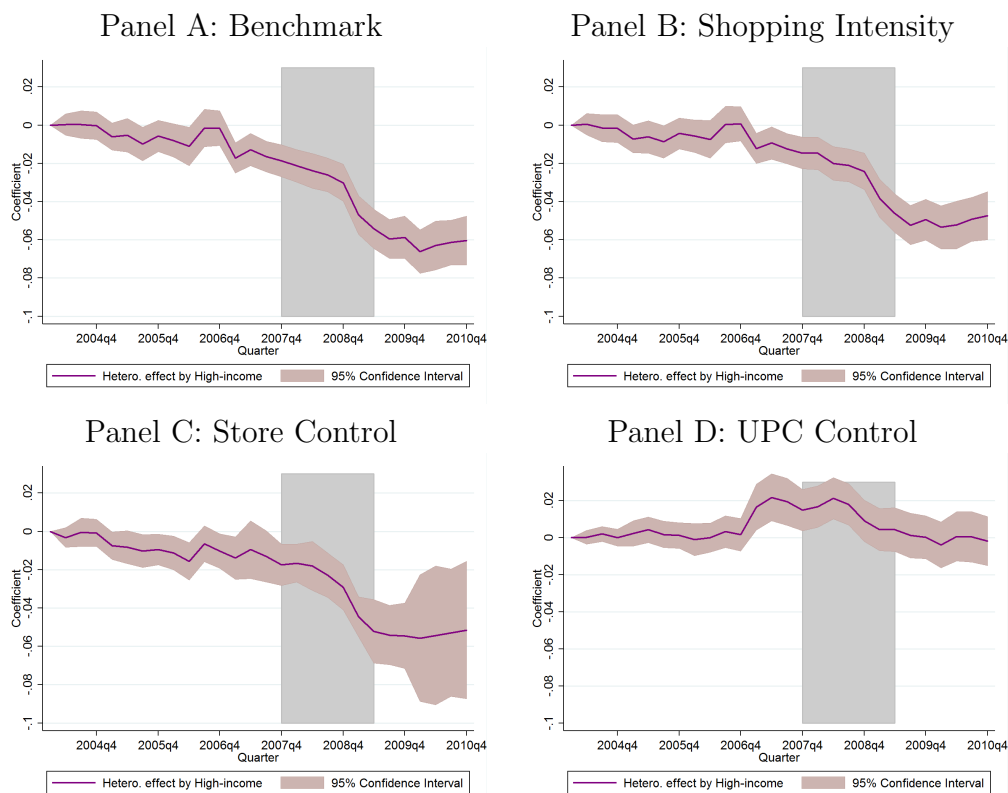 Panel A: Benchmark
Coefficient
.02
0
-.02
-.04
-.06
-.08
-.1
2004q4 2005q4 2006q4 2007q4 2008q4 2009q4 2010q4
Quarter
Hetero. effect by High-income 95% Confidence Interval
Panel B: Shopping Intensity
Coefficient
.02
0
-.02
-.04
-.06
-.08
-.1
2004q4 2005q4 2006q4 2007q4 2008q4 2009q4 2010q4
Quarter
Hetero. effect by High-income 95% Confidence Interval
Panel C: Store Control
Coefficient
.02
0
-.02
-.04
-.06
-.08
-.1
2004q4 2005q4 2006q4 2007q4 2008q4 2009q4 2010q4
Quarter
Hetero. effect by High-income 95% Confidence Interval
Panel D: UPC Control
Coefficient
.02
0
-.02
-.04
-.06
-.08
-.1
2004q4 2005q4 2006q4 2007q4 2008q4 2009q4 2010q4
Quarter
Hetero. effect by High-income 95% Confidence Interval